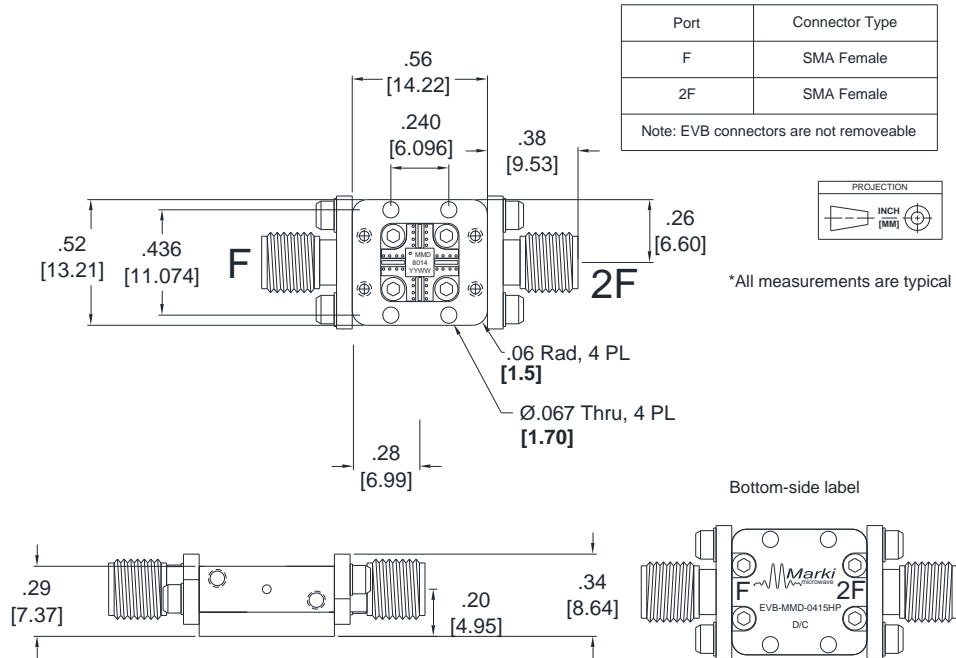 Port Connector Type
F SMA Female
2F SMA Female
Note: EVB connectors are not removeable
.56
[14.22]
.240
[6.096]
.38
[9.53]
PROJECTION
INCH
[MM]
.26
[6.60]
.52
[13.21]
.436
[11.074]
F
MMD
8014
YYWW
2F
*All measurements are typical
.06 Rad, 4 PL
[1.5]
Ø.067 Thru, 4 PL
[1.70]
.28
[6.99]
Bottom-side label
.29
[7.37]
.20
[4.95]
.34
[8.64]
Marki
microwave
F 2F
EVB-MMD-0415HP
D/C